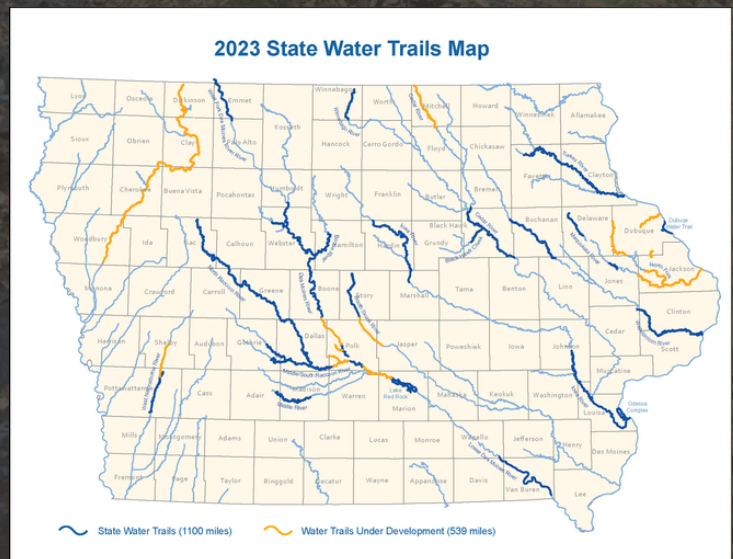 2023 State Water Trails Map
Lyon
Osceola
Dickinson
Emmet
Winnebago
Worth
Mitchell
Howard
Winneshiek
Allamakee
Kossuth
Sioux
Obrien
Clay
Palo Alto
Hancock
Cerro Gordo
Floyd
Chickasaw
Fayette
Clayton
Turkey River
Plymouth
Cherokee
Buena Vista
Pocahontas
Humboldt
Wright
Franklin
Butler
Bremer
Woodbury
Ida
Sac
Calhoun
Webster
Hamilton
Hardin
Grundy
Black Hawk
Buchanan
Delaware
Dubuque
Dubuque
Water Trail
Jackson
Jones
Monona
Crawford
Carroll
Greene
Boone
Story
Marshall
Tama
Benton
Linn
Clinton
Cedar
Scott
Harrison
Shelby
Audubon
Guthrie
Dallas
Polk
Jasper
Poweshiek
Iowa
Johnson
Muscatine
Pottawattamie
Cass
Adair
Madison
Warren
Lake
Red Rock
Marion
Mahaska
Keokuk
Washington
Louisa
Odessa
Complex
Middle River
Mills
Montgomery
Adams
Union
Clarke
Lucas
Monroe
Wapello
Jefferson
Henry
Des Moines
Fremont
Page
Taylor
Ringgold
Decatur
Wayne
Appanoose
Davis
Van Buren
Lee
State Water Trails (1100 miles)
Water Trails Under Development (539 miles)